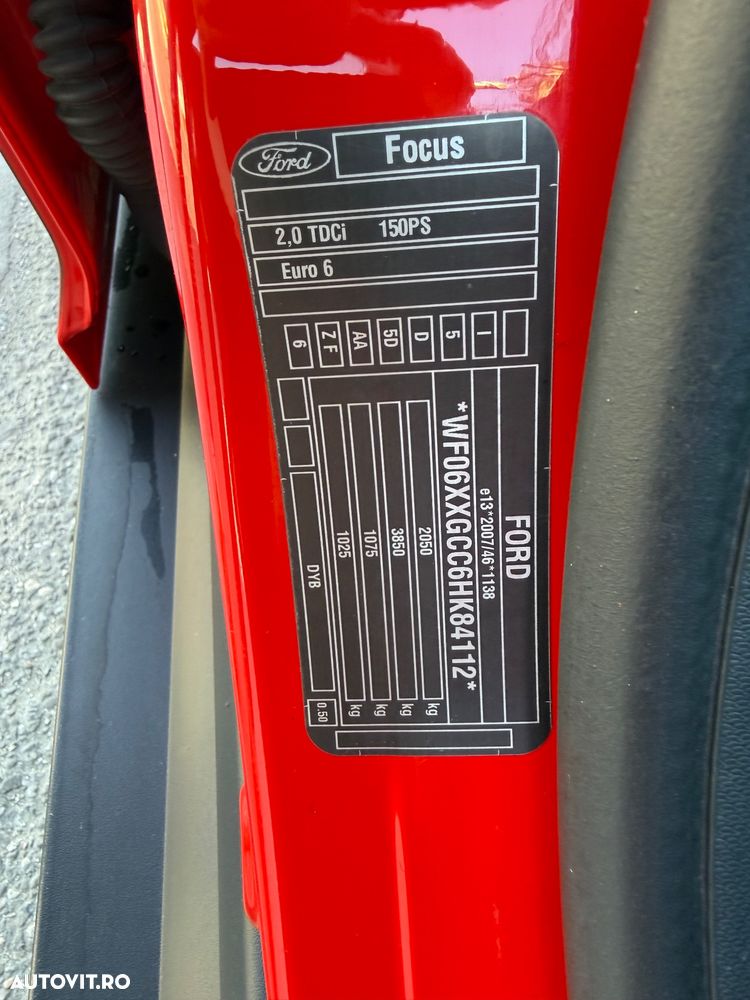 Ford
Focus
2,0 TDCi 150PS
Euro 6
6 Z F AA 5D D 5 I
FORD
e13*2007/46*1138
*WF06XXGCC6HK84112*
2050 kg
3850 kg
1075 kg
1025 kg
DYB 0.50
AUTOVIT.RO